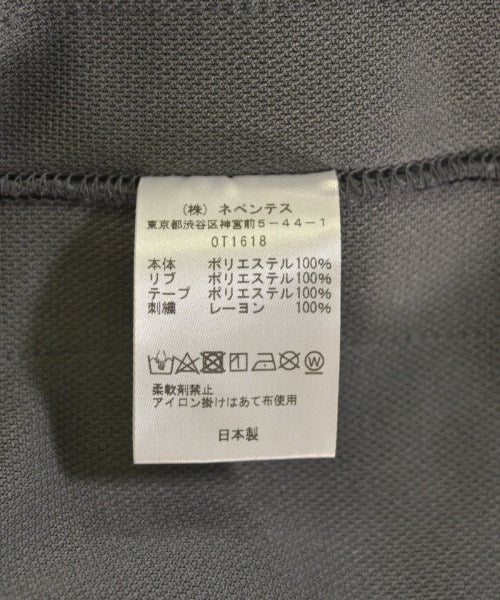 (株) ネペンテス
東京都渋谷区神宮前5-44-1
OT1618
本体 ポリエステル100%
リブ ポリエステル100%
テープ ポリエステル100%
刺繍 レーヨン 100%
W
柔軟剤禁止
アイロン掛けはあて布使用
日本製